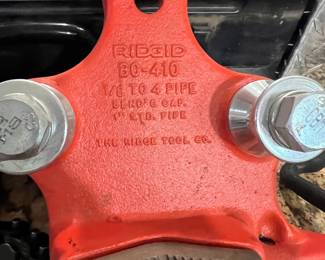 RIDGID
BC-410
1/8 TO 4 PIPE
BEND'G CAP.
1" STD. PIPE
THE RIDGE TOOL CO.